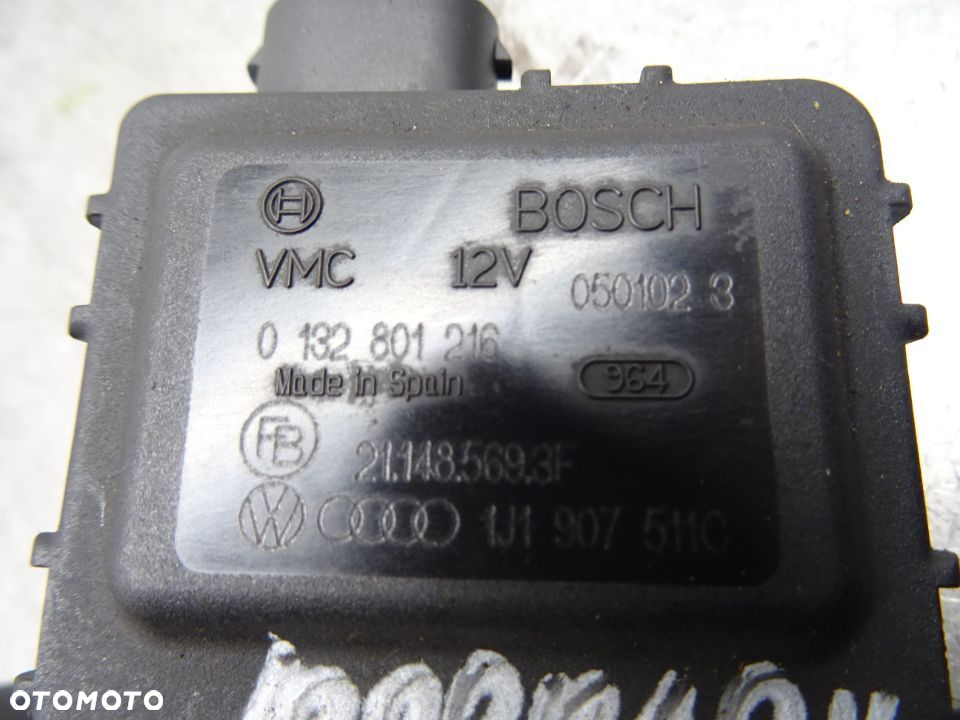 BOSCH
VMC 12V 050102 3
0 132 801 216
Made in Spain 964
FB 21.148.569.3F
VW 1J1 907 511C
OTOMOTO